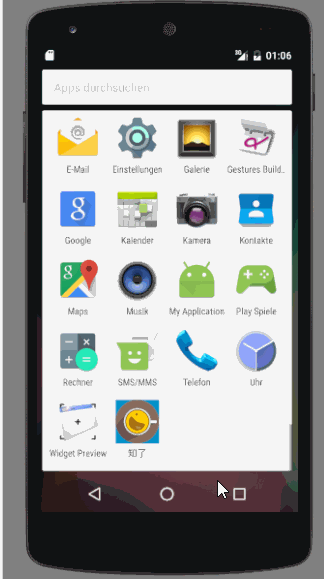 3G 01:06
Apps durchsuchen
E-Mail Einstellungen Galerie Gestures Build..
Google Kalender Kamera Kontakte
Maps Musik My Application Play Spiele
Rechner SMS/MMS Telefon Uhr
Widget Preview 知了